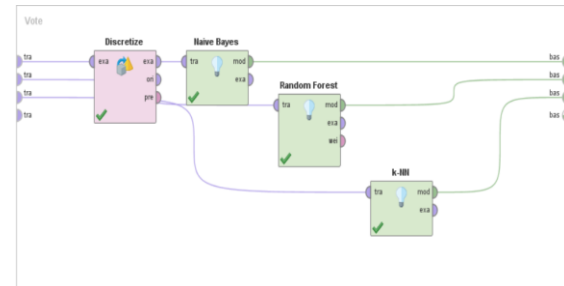 Vote
Discretize
Naive Bayes
tra
exa
exa
tra
mod
bas
tra
ori
exa
bas
tra
pre
Random Forest
bas
tra
tra
mod
bas
exa
wei
k-NN
tra
mod
exa